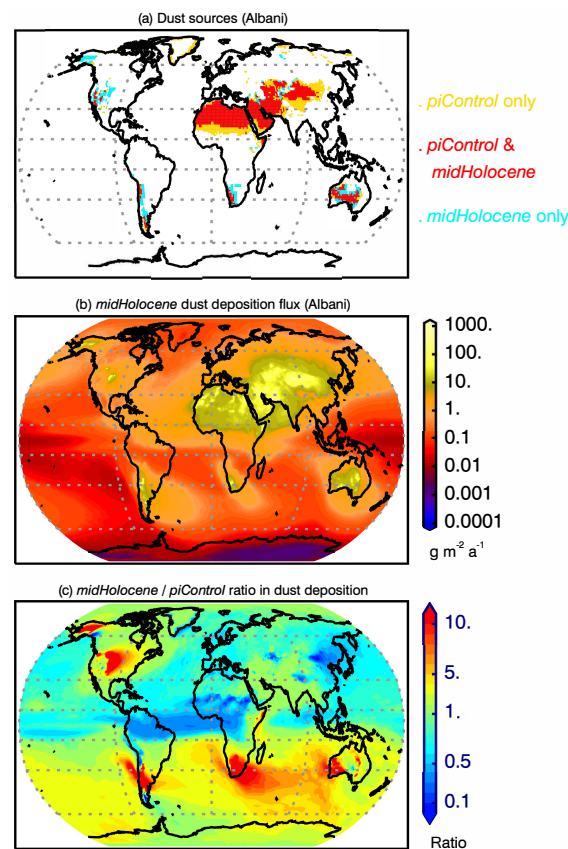 (a) Dust sources (Albani)
. piControl only
. piControl &
midHolocene
. midHolocene only
(b) midHolocene dust deposition flux (Albani)
1000.
100.
10.
1.
0.1
0.01
0.001
0.0001
g m⁻² a⁻¹
(c) midHolocene / piControl ratio in dust deposition
10.
5.
1.
0.5
0.1
Ratio